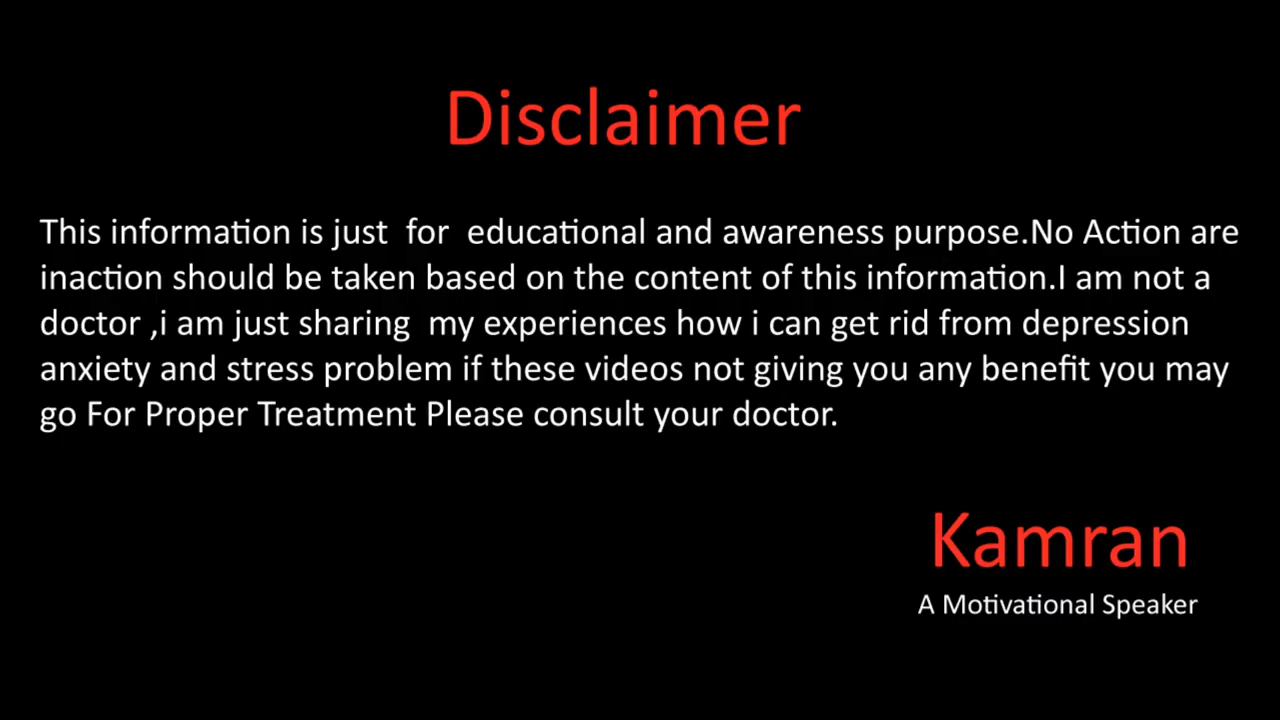 Disclaimer
This information is just  for  educational and awareness purpose.No Action are
inaction should be taken based on the content of this information.I am not a
doctor ,i am just sharing  my experiences how i can get rid from depression
anxiety and stress problem if these videos not giving you any benefit you may
go For Proper Treatment Please consult your doctor.
Kamran
A Motivational Speaker